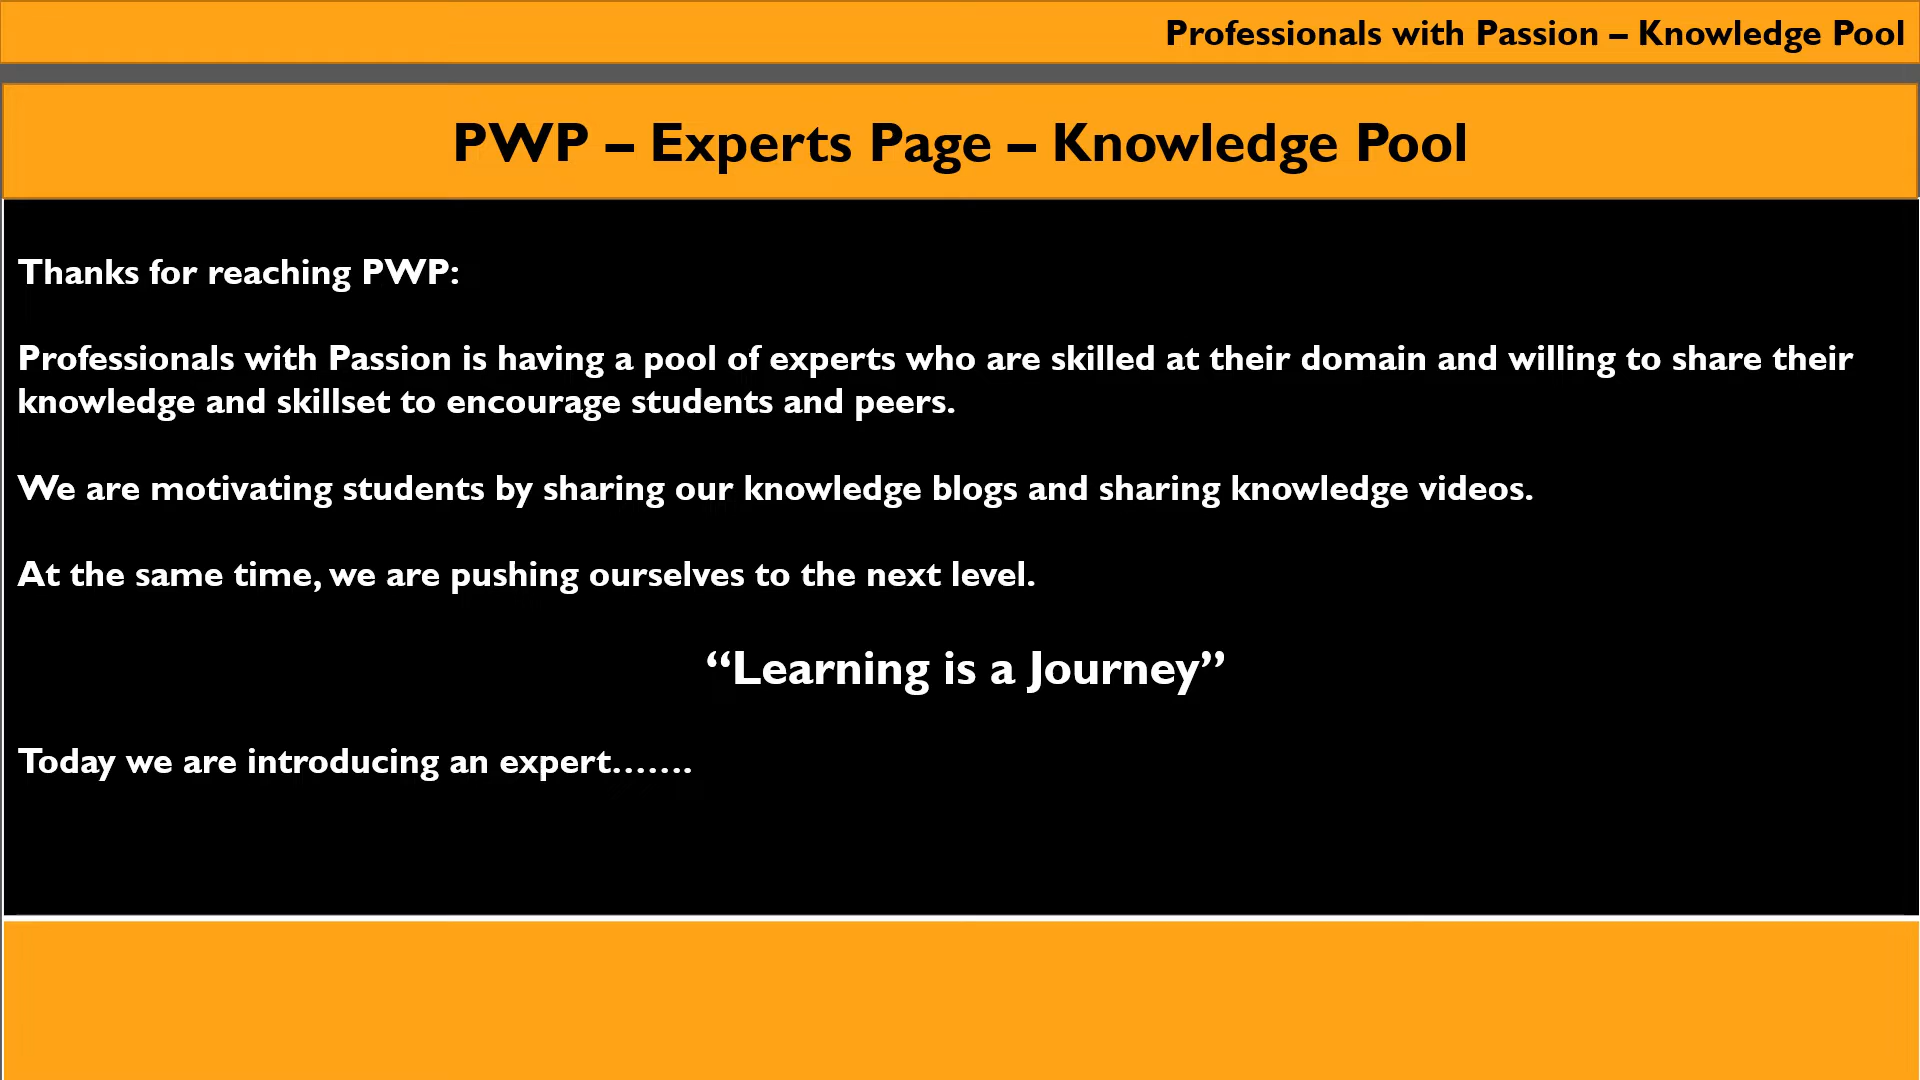 Professionals with Passion – Knowledge Pool
PWP – Experts Page – Knowledge Pool
Thanks for reaching PWP:
Professionals with Passion is having a pool of experts who are skilled at their domain and willing to share their
knowledge and skillset to encourage students and peers.
We are motivating students by sharing our knowledge blogs and sharing knowledge videos.
At the same time, we are pushing ourselves to the next level.
“Learning is a Journey”
Today we are introducing an expert…….